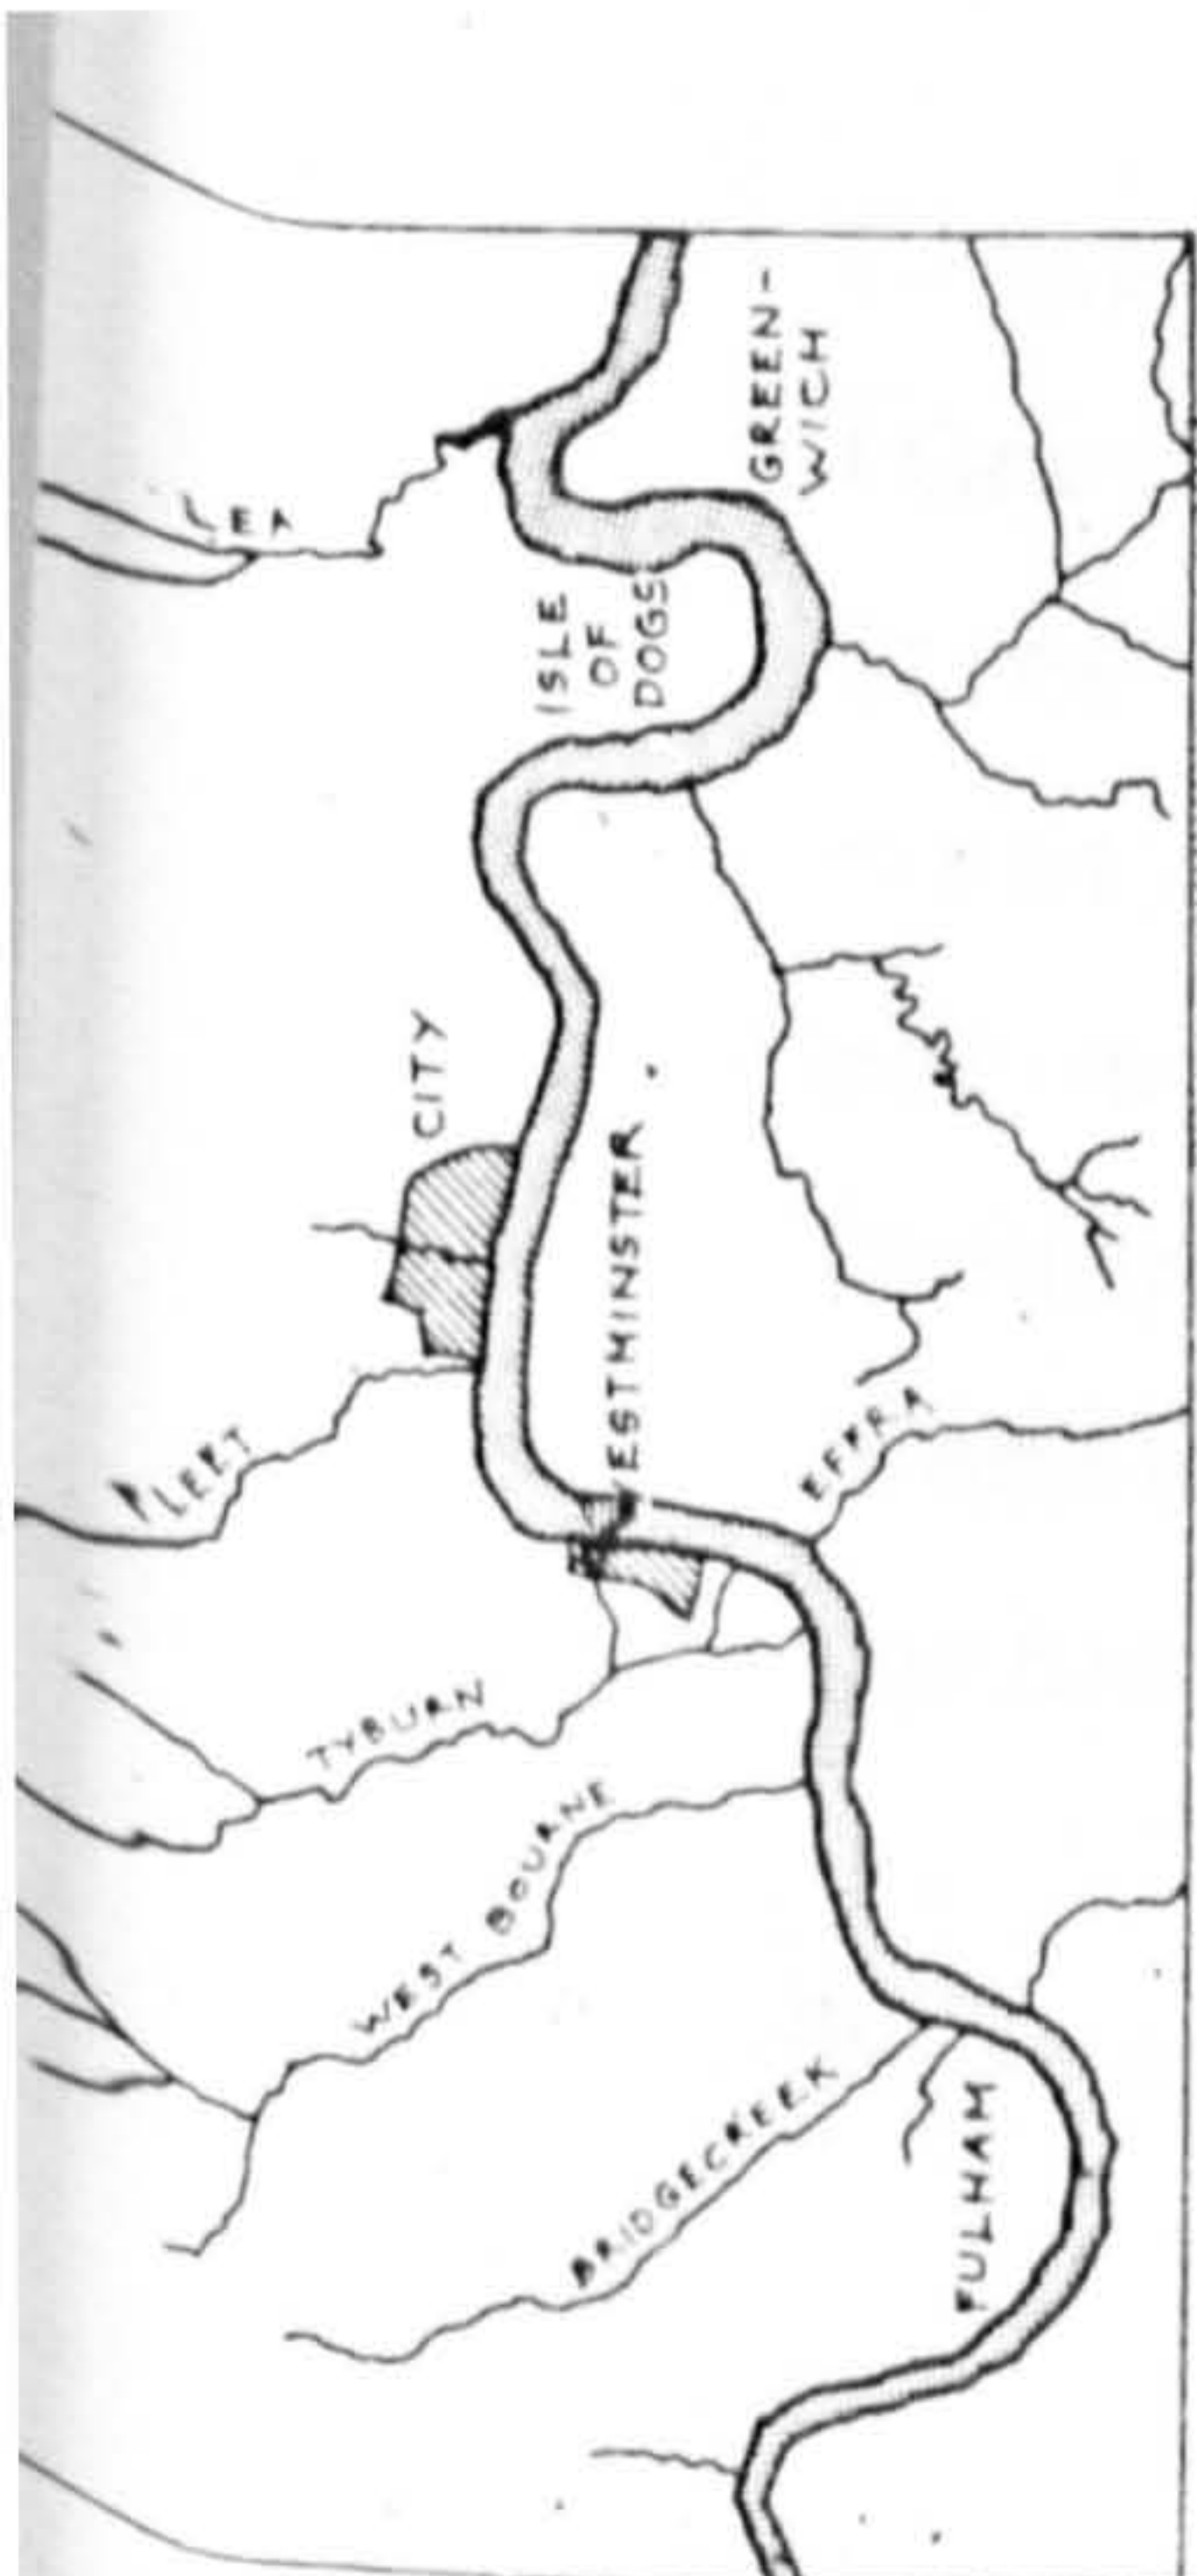 LEA
GREEN-
WICH
ISLE
OF
DOGS
CITY
WESTMINSTER
FLEET
EFFRA
TYBURN
WEST BOURNE
BRIDGECREEK
FULHAM